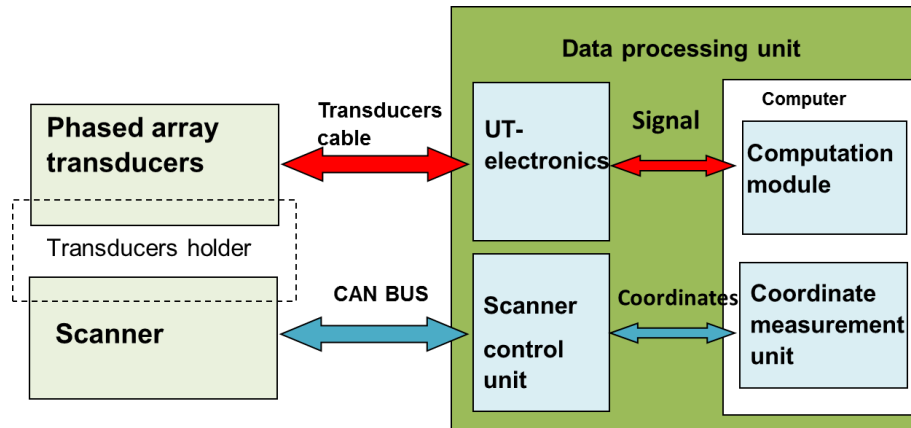 Data processing unit
Phased array
transducers
Transducers
cable
UT-
electronics
Signal
Computer
Computation
module
Transducers holder
Scanner
CAN BUS
Scanner
control
unit
Coordinates
Coordinate
measurement
unit